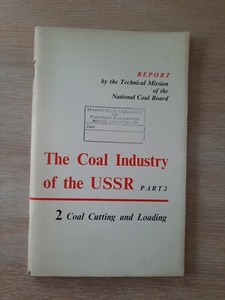 REPORT
by the Technical Mission
of the
National Coal Board
The Coal Industry
of the USSR PART 2
2 Coal Cutting and Loading